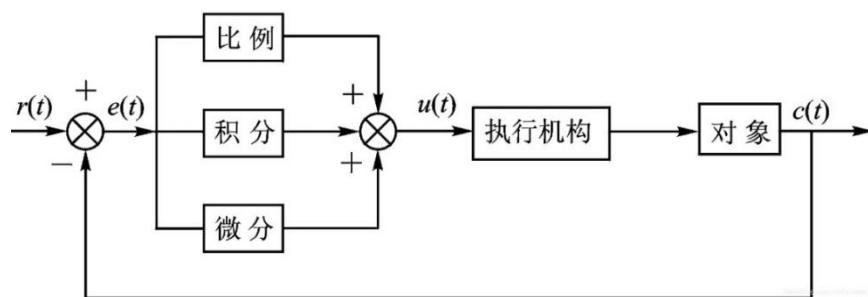 比例
+
r(t)
e(t)
+
u(t)
c(t)
积分
执行机构
对象
−
+
微分